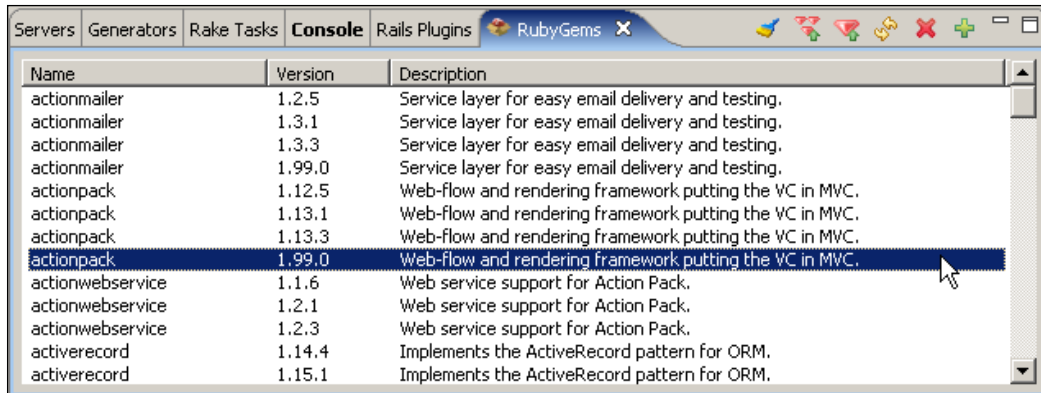 Servers Generators Rake Tasks Console Rails Plugins RubyGems
Name Version Description
actionmailer 1.2.5 Service layer for easy email delivery and testing.
actionmailer 1.3.1 Service layer for easy email delivery and testing.
actionmailer 1.3.3 Service layer for easy email delivery and testing.
actionmailer 1.99.0 Service layer for easy email delivery and testing.
actionpack 1.12.5 Web-flow and rendering framework putting the VC in MVC.
actionpack 1.13.1 Web-flow and rendering framework putting the VC in MVC.
actionpack 1.13.3 Web-flow and rendering framework putting the VC in MVC.
actionpack 1.99.0 Web-flow and rendering framework putting the VC in MVC.
actionwebservice 1.1.6 Web service support for Action Pack.
actionwebservice 1.2.1 Web service support for Action Pack.
actionwebservice 1.2.3 Web service support for Action Pack.
activerecord 1.14.4 Implements the ActiveRecord pattern for ORM.
activerecord 1.15.1 Implements the ActiveRecord pattern for ORM.